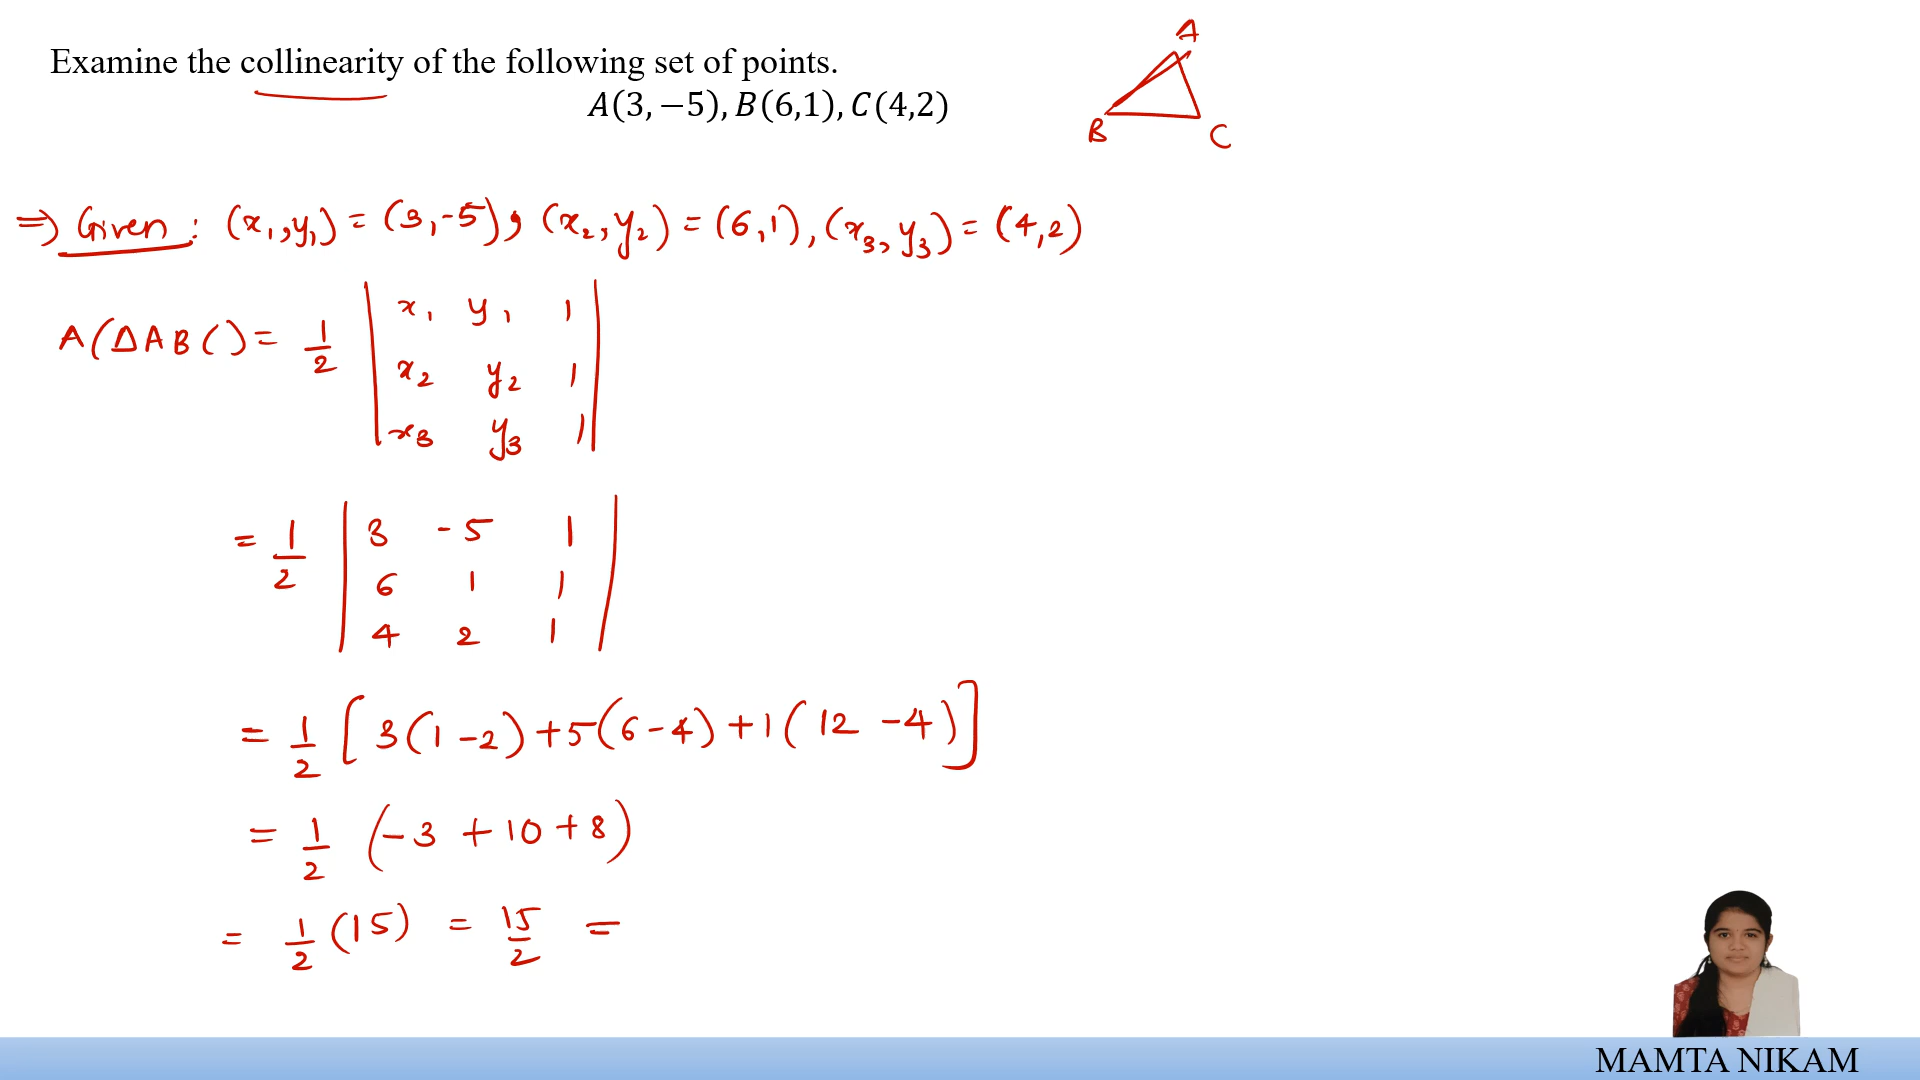 Examine the collinearity of the following set of points.
A(3,−5), B(6,1), C(4,2)
A
B C
⇒ Given : (x₁,y₁) = (3,-5), (x₂,y₂) = (6,1), (x₃,y₃) = (4,2)
A(ΔABC) = 1/2 | x₁ y₁ 1
x₂ y₂ 1
x₃ y₃ 1 |
= 1/2 | 3 -5 1
6 1 1
4 2 1 |
= 1/2 [ 3(1-2) +5(6-4) +1(12-4) ]
= 1/2 (-3 + 10 + 8)
= 1/2 (15) = 15/2 =
MAMTA NIKAM